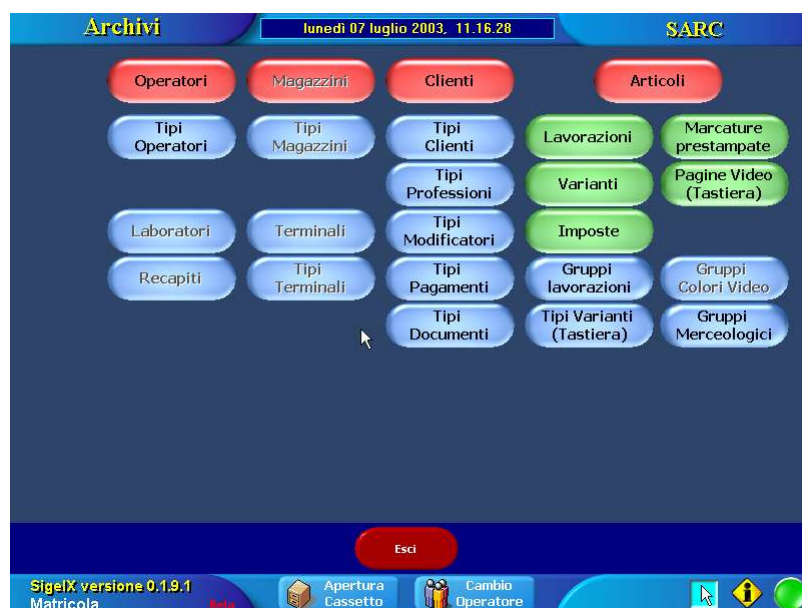 Archivi
lunedì 07 luglio 2003, 11.16.28
SARC
Operatori
Magazzini
Clienti
Articoli
Tipi
Operatori
Tipi
Magazzini
Tipi
Clienti
Lavorazioni
Marcature
prestampate
Tipi
Professioni
Varianti
Pagine Video
(Tastiera)
Laboratori
Terminali
Tipi
Modificatori
Imposte
Recapiti
Tipi
Terminali
Tipi
Pagamenti
Gruppi
lavorazioni
Gruppi
Colori Video
Tipi
Documenti
Tipi Varianti
(Tastiera)
Gruppi
Merceologici
Esci
SigelX versione 0.1.9.1
Matricola
Beta
Apertura
Cassetto
Cambio
Operatore